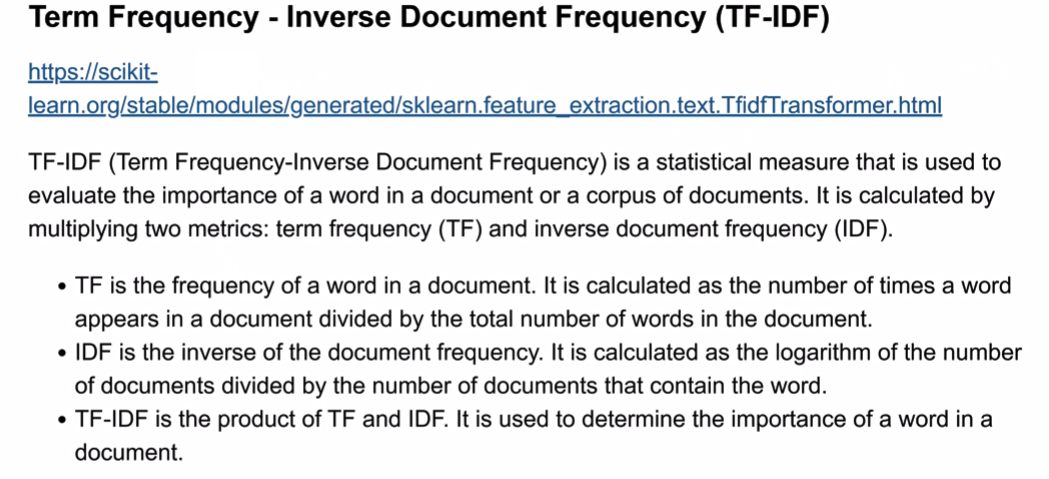 Term Frequency - Inverse Document Frequency (TF-IDF)
https://scikit-
learn.org/stable/modules/generated/sklearn.feature_extraction.text.TfidfTransformer.html
TF-IDF (Term Frequency-Inverse Document Frequency) is a statistical measure that is used to
evaluate the importance of a word in a document or a corpus of documents. It is calculated by
multiplying two metrics: term frequency (TF) and inverse document frequency (IDF).
• TF is the frequency of a word in a document. It is calculated as the number of times a word
appears in a document divided by the total number of words in the document.
• IDF is the inverse of the document frequency. It is calculated as the logarithm of the number
of documents divided by the number of documents that contain the word.
• TF-IDF is the product of TF and IDF. It is used to determine the importance of a word in a
document.